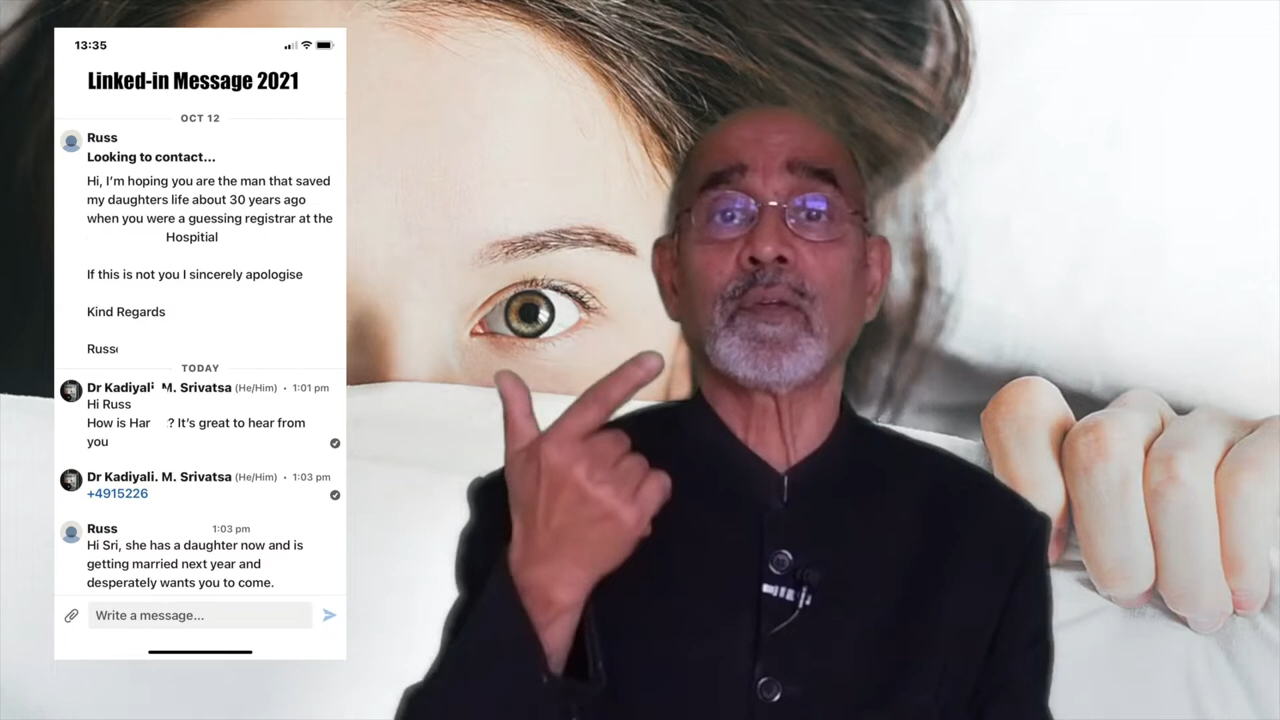 13:35
Linked-in Message 2021
OCT 12
Russ
Looking to contact...
Hi, I'm hoping you are the man that saved
my daughters life about 30 years ago
when you were a guessing registrar at the
Hospitial
If this is not you I sincerely apologise
Kind Regards
Russ
TODAY
Dr Kadiyali M. Srivatsa (He/Him) • 1:01 pm
Hi Russ
How is Har ? It's great to hear from
you
Dr Kadiyali. M. Srivatsa (He/Him) • 1:03 pm
+4915226
Russ 1:03 pm
Hi Sri, she has a daughter now and is
getting married next year and
desperately wants you to come.
Write a message...